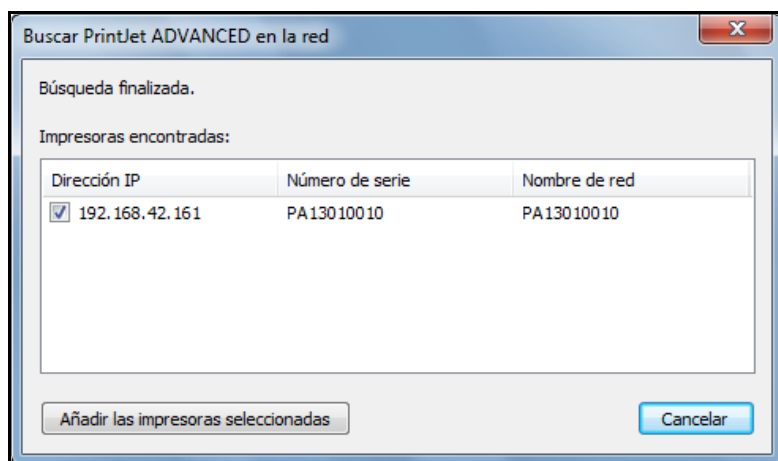 Buscar PrintJet ADVANCED en la red
Búsqueda finalizada.
Impresoras encontradas:
Dirección IP Número de serie Nombre de red
192.168.42.161 PA13010010 PA13010010
Añadir las impresoras seleccionadas Cancelar